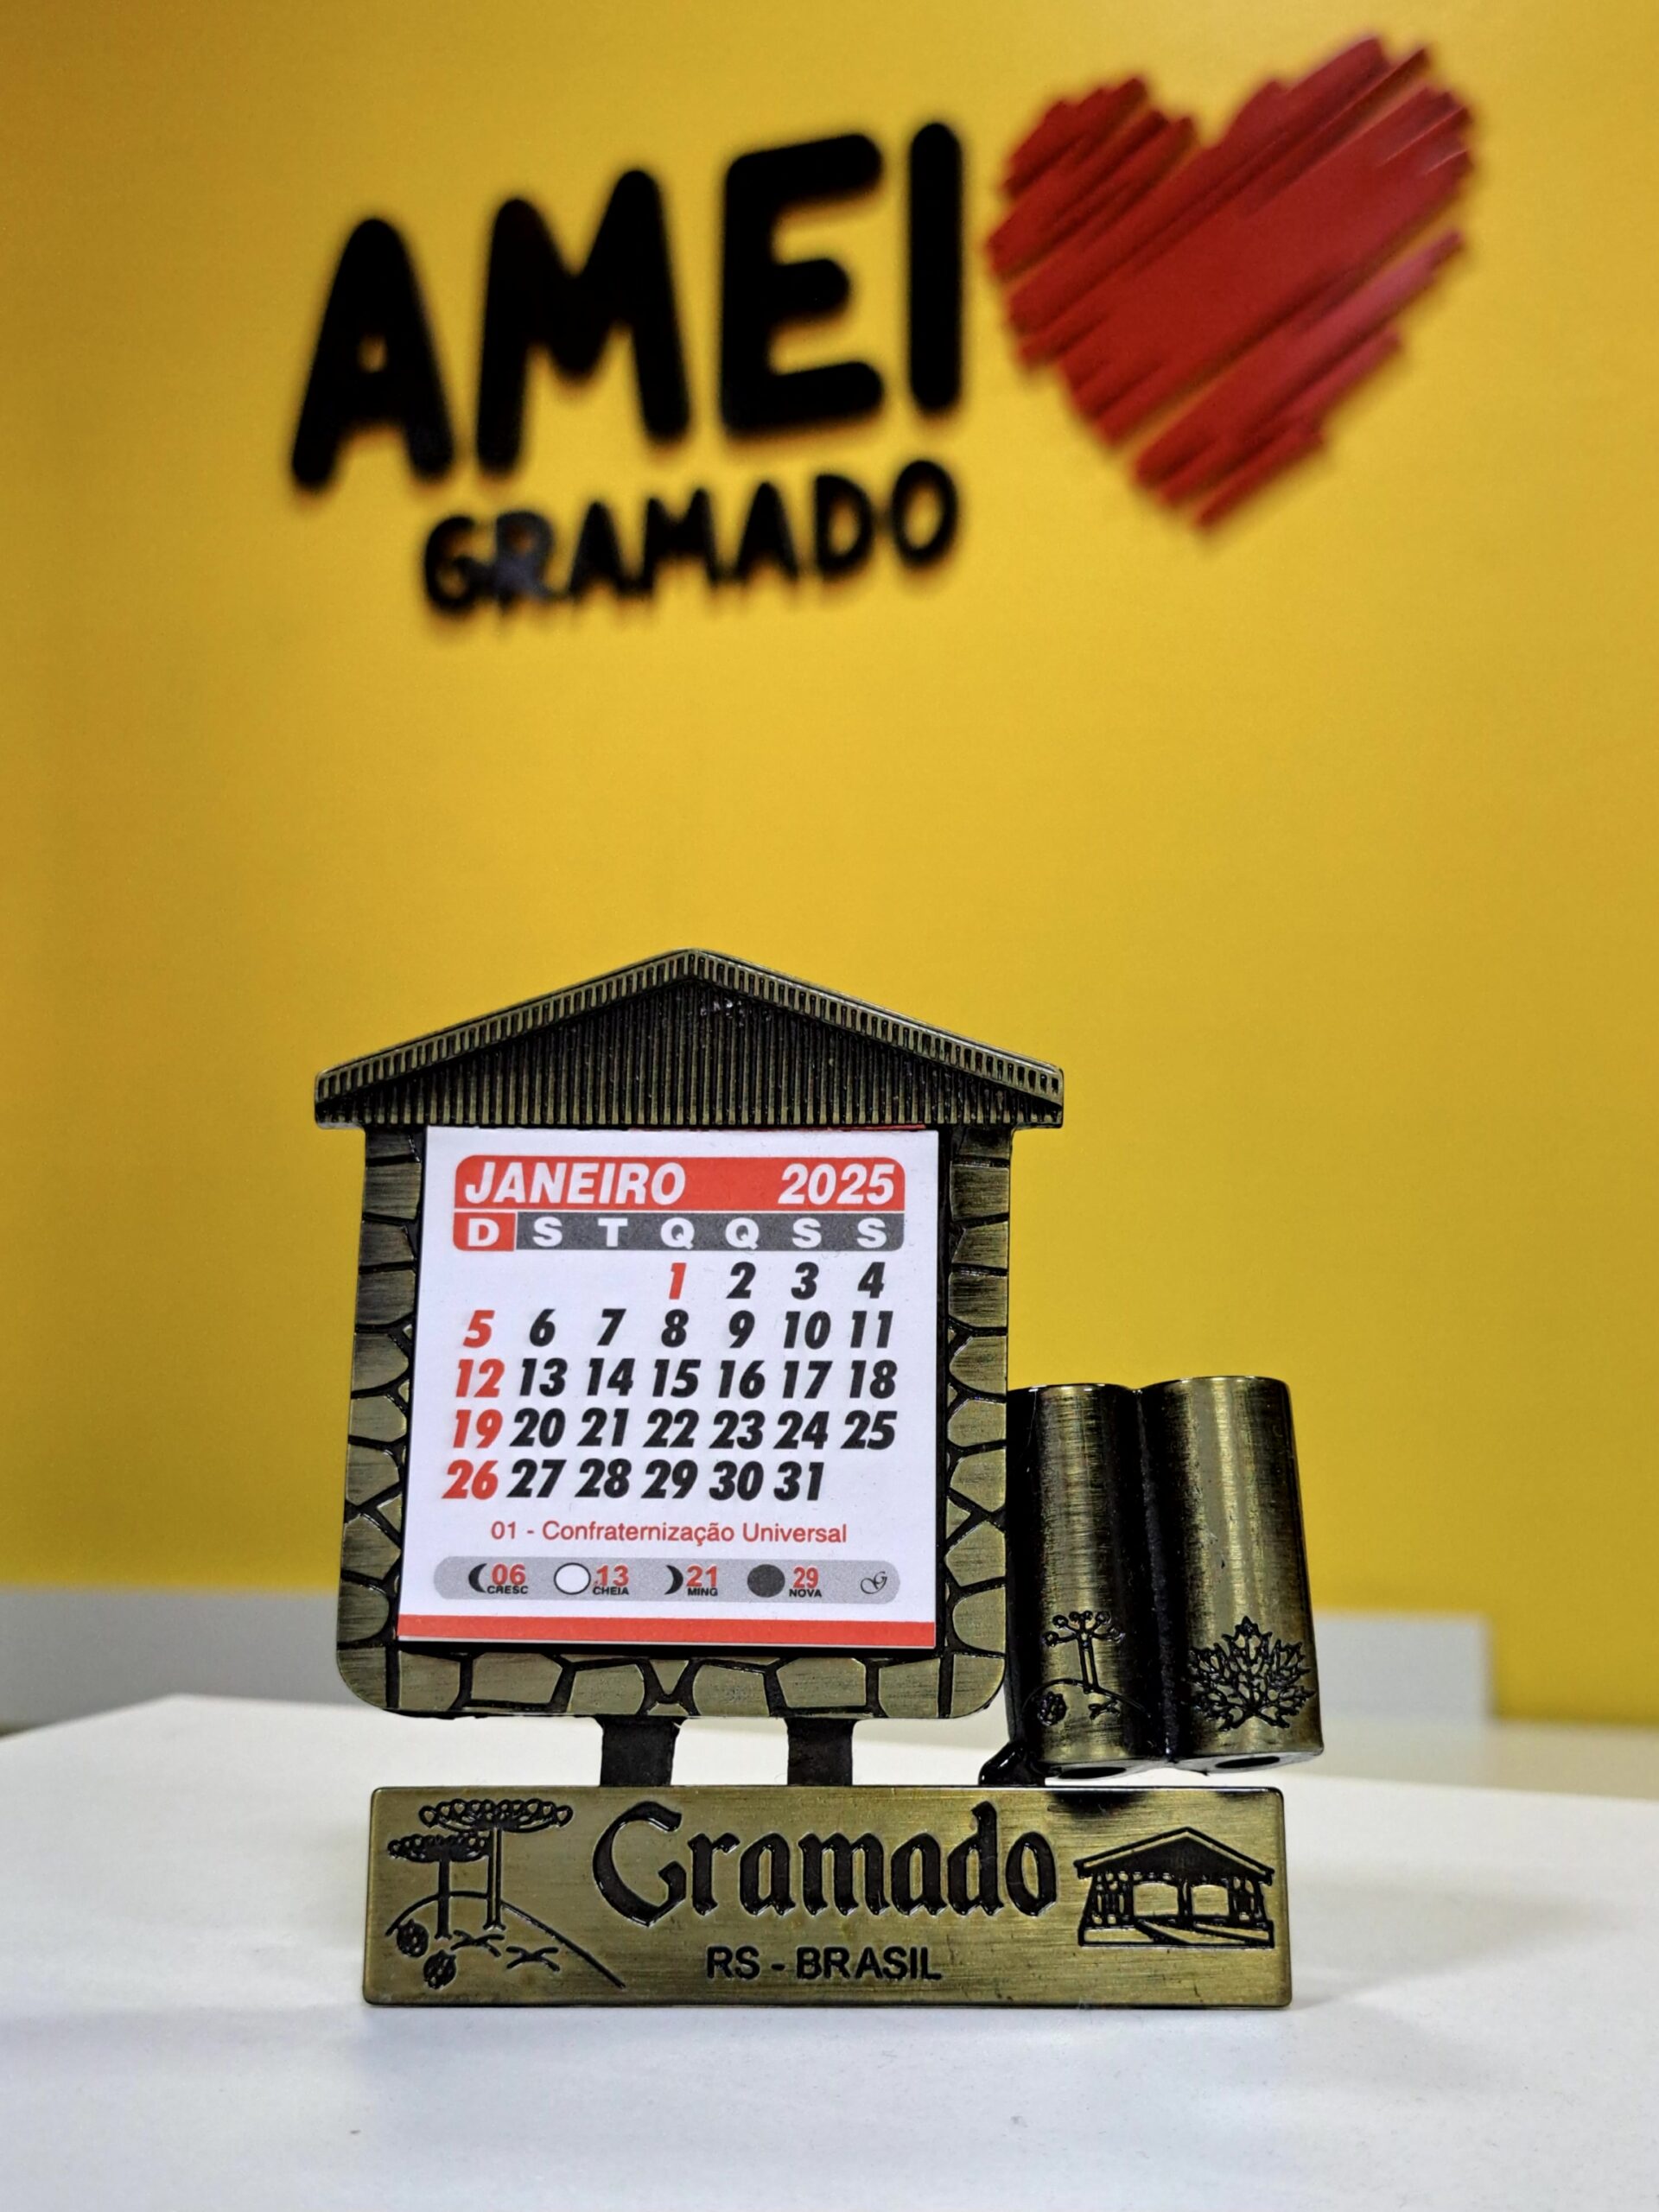 AMEI
GRAMADO
JANEIRO 2025
D S T Q Q S S
1 2 3 4
5 6 7 8 9 10 11
12 13 14 15 16 17 18
19 20 21 22 23 24 25
26 27 28 29 30 31
01 - Confraternização Universal
06 CRESC 13 CHEIA 21 MING 29 NOVA
Gramado
RS - BRASIL